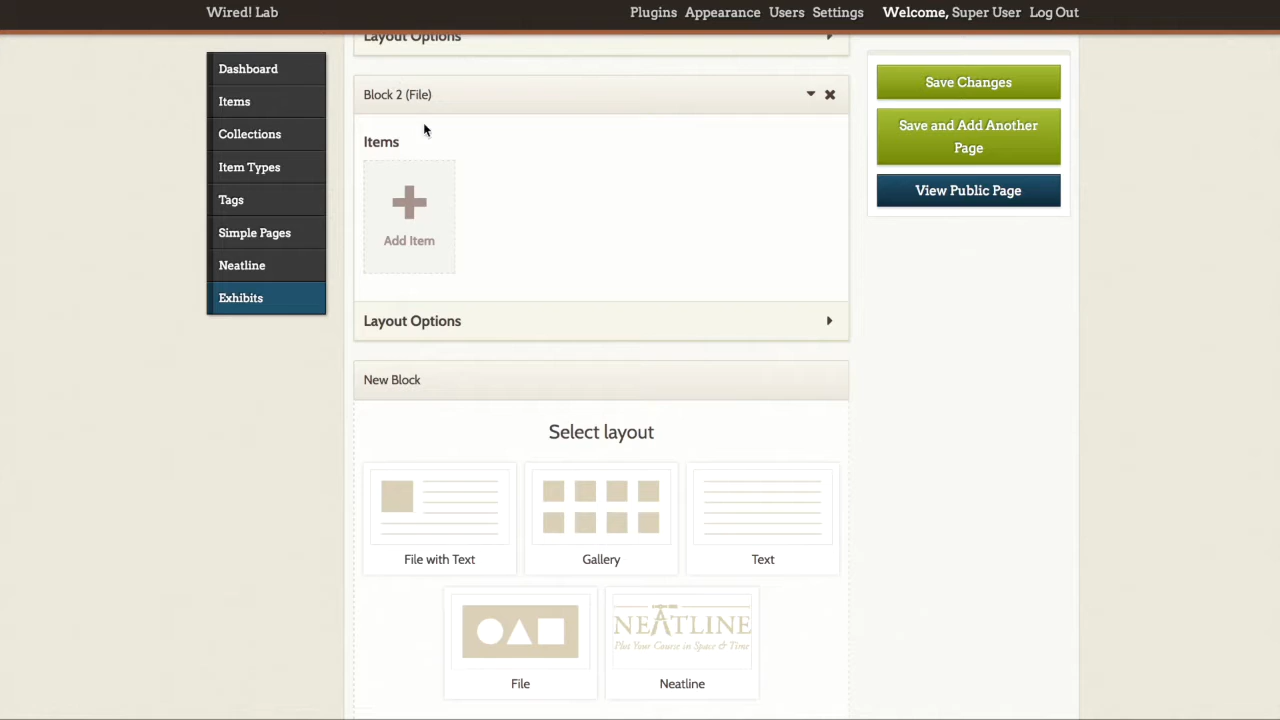 Wired! Lab
Plugins Appearance Users Settings Welcome, Super User Log Out
Dashboard
Items
Collections
Item Types
Tags
Simple Pages
Neatline
Exhibits
Layout Options
Block 2 (File)
Items
Add Item
Layout Options
New Block
Select layout
File with Text
Gallery
Text
NEATLINE
Plot Your Course in Space & Time
File
Neatline
Save Changes
Save and Add Another
Page
View Public Page